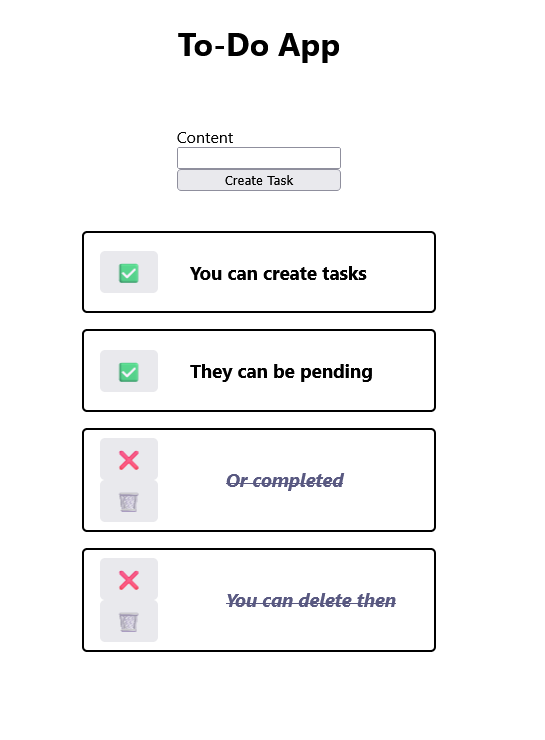 To-Do App
Content
Create Task
You can create tasks
They can be pending
Or completed
You can delete then